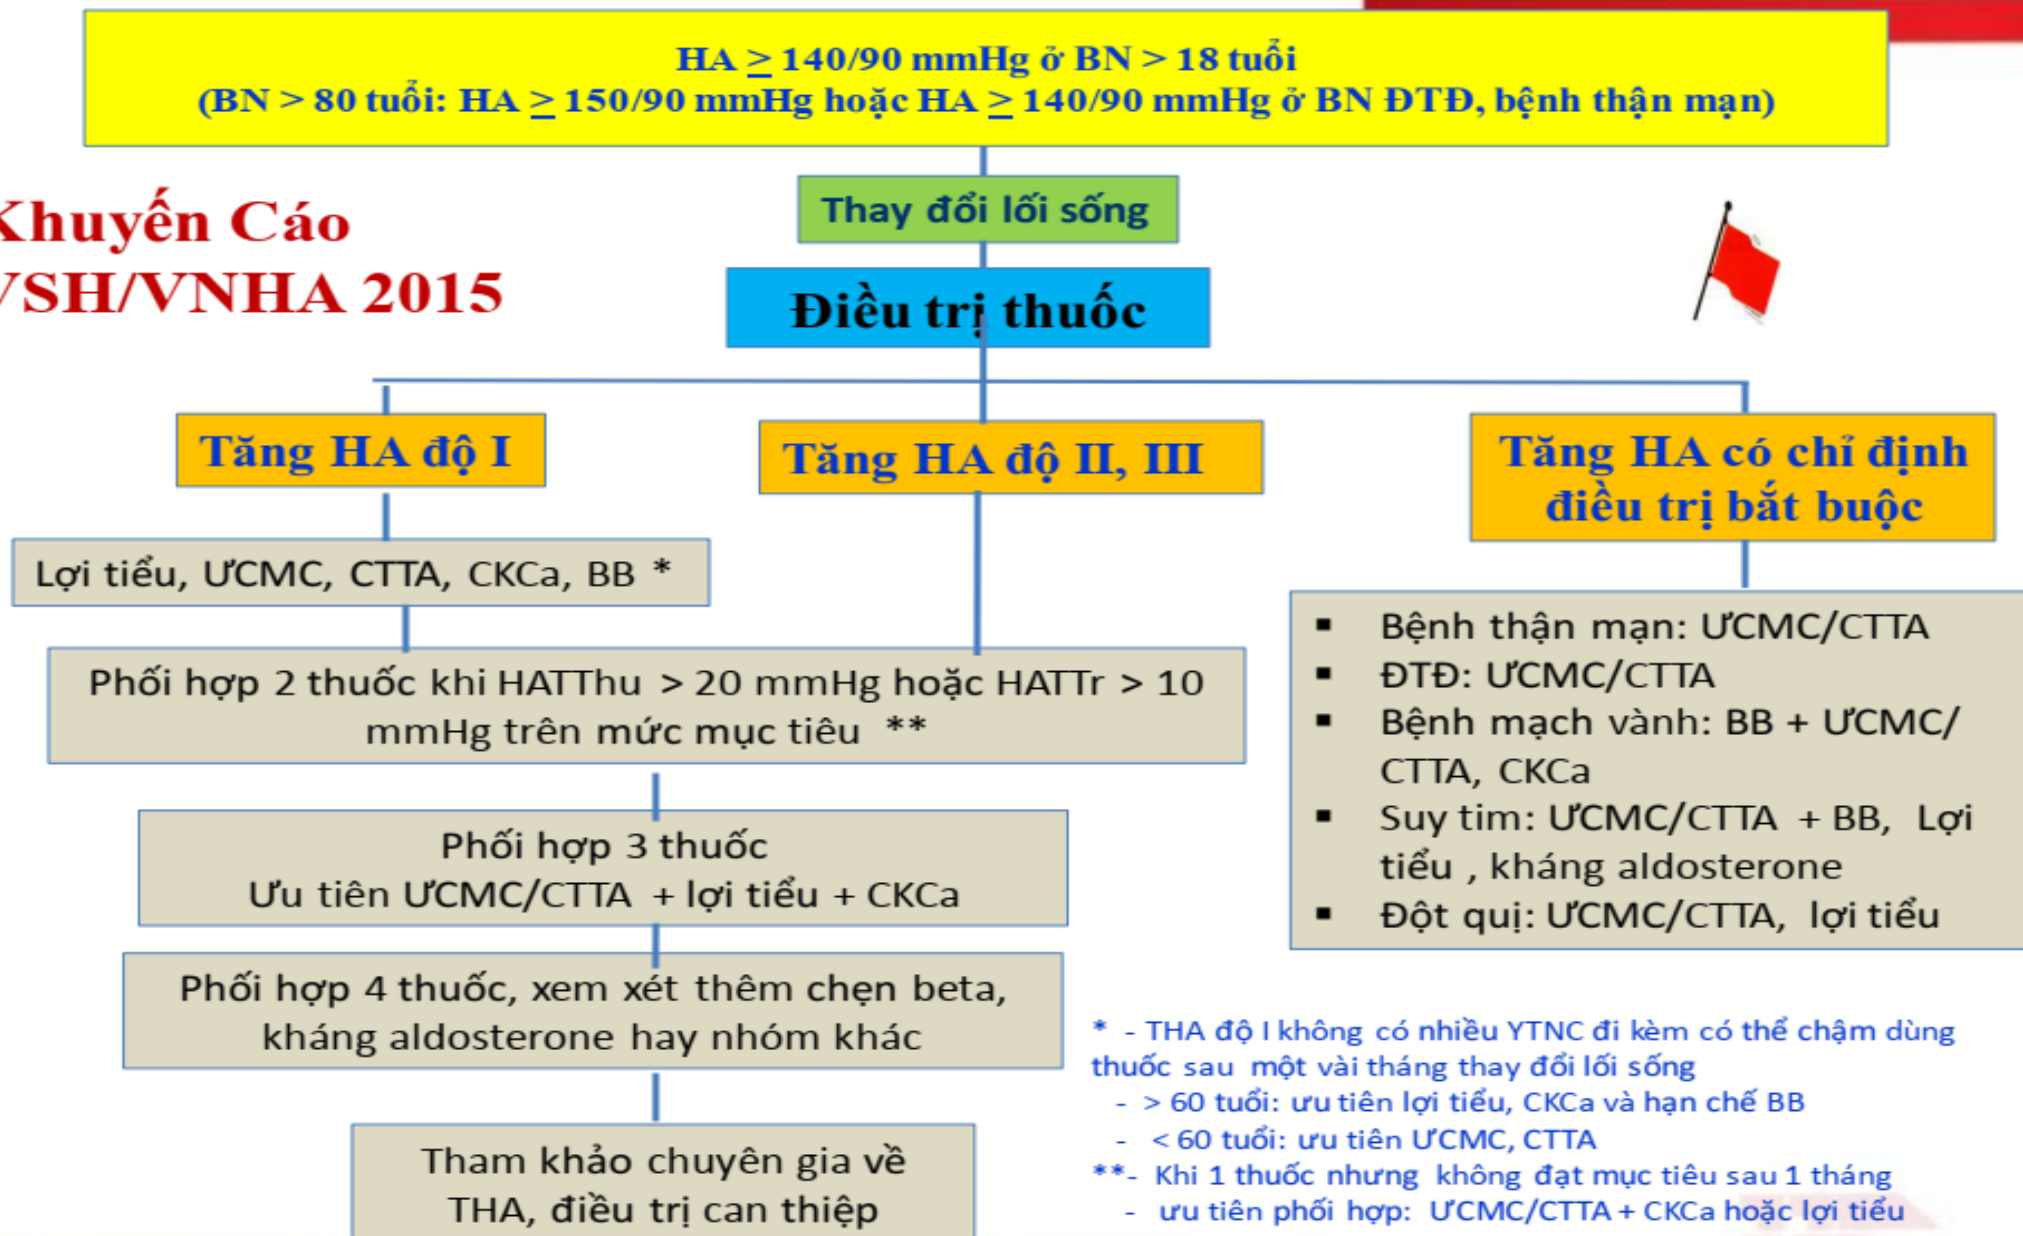 HA ≥ 140/90 mmHg ở BN > 18 tuổi
(BN > 80 tuổi: HA ≥ 150/90 mmHg hoặc HA ≥ 140/90 mmHg ở BN ĐTĐ, bệnh thận mạn)
Khuyến Cáo
VSH/VNHA 2015
Thay đổi lối sống
Điều trị thuốc
Tăng HA độ I
Tăng HA độ II, III
Tăng HA có chỉ định
điều trị bắt buộc
Lợi tiểu, ƯCMC, CTTA, CKCa, BB *
Phối hợp 2 thuốc khi HATThu > 20 mmHg hoặc HATTr > 10
mmHg trên mức mục tiêu **
Phối hợp 3 thuốc
Ưu tiên ƯCMC/CTTA + lợi tiểu + CKCa
Phối hợp 4 thuốc, xem xét thêm chẹn beta,
kháng aldosterone hay nhóm khác
Tham khảo chuyên gia về
THA, điều trị can thiệp
▪ Bệnh thận mạn: ƯCMC/CTTA
▪ ĐTĐ: ƯCMC/CTTA
▪ Bệnh mạch vành: BB + ƯCMC/
CTTA, CKCa
▪ Suy tim: ƯCMC/CTTA + BB, Lợi
tiểu , kháng aldosterone
▪ Đột quị: ƯCMC/CTTA, lợi tiểu
* - THA độ I không có nhiều YTNC đi kèm có thể chậm dùng
thuốc sau một vài tháng thay đổi lối sống
- > 60 tuổi: ưu tiên lợi tiểu, CKCa và hạn chế BB
- < 60 tuổi: ưu tiên ƯCMC, CTTA
**- Khi 1 thuốc nhưng không đạt mục tiêu sau 1 tháng
- ưu tiên phối hợp: ƯCMC/CTTA + CKCa hoặc lợi tiểu